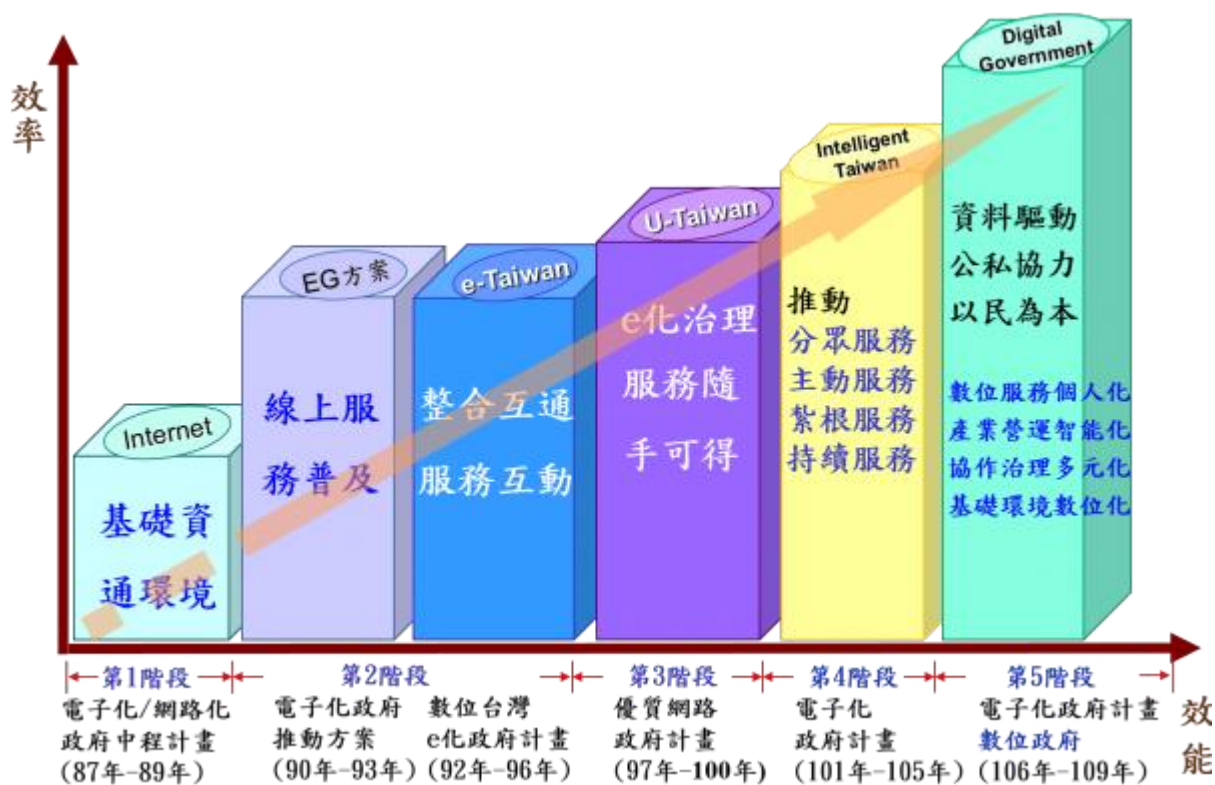 效
率
Internet
基礎資
通環境
EG方案
線上服
務普及
e-Taiwan
整合互通
服務互動
U-Taiwan
e化治理
服務隨
手可得
Intelligent
Taiwan
推動
分眾服務
主動服務
紮根服務
持續服務
Digital
Government
資料驅動
公私協力
以民為本
數位服務個人化
產業營運智能化
協作治理多元化
基礎環境數位化
第1階段
電子化/網路化
政府中程計畫
(87年-89年)
第2階段
電子化政府
推動方案
(90年-93年)
數位台灣
e化政府計畫
(92年-96年)
第3階段
優質網路
政府計畫
(97年-100年)
第4階段
電子化
政府計畫
(101年-105年)
第5階段
電子化政府計畫
數位政府
(106年-109年)
效
能